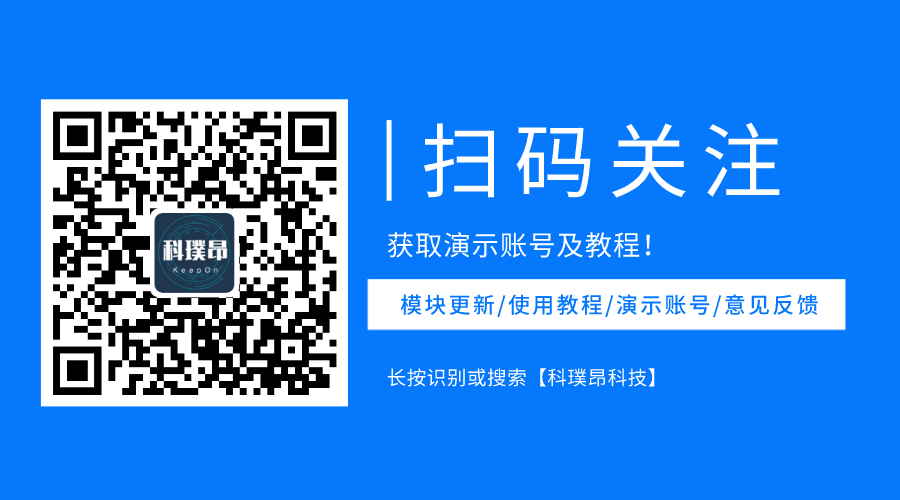 扫码关注
获取演示账号及教程！
模块更新/使用教程/演示账号/意见反馈
长按识别或搜索【科璞昂科技】
科璞昂
KeepOn